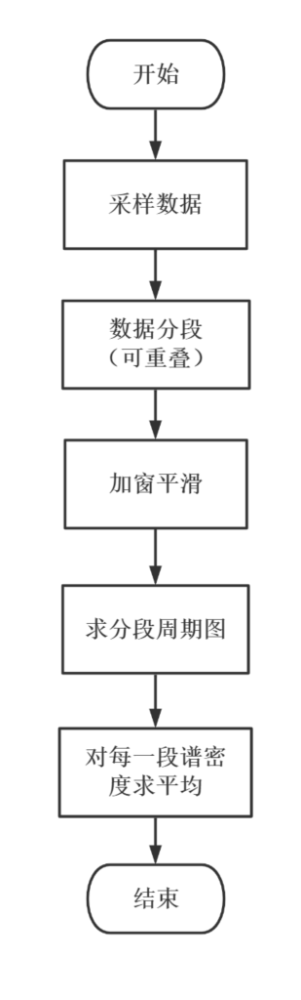 开始
采样数据
数据分段
（可重叠）
加窗平滑
求分段周期图
对每一段谱密
度求平均
结束